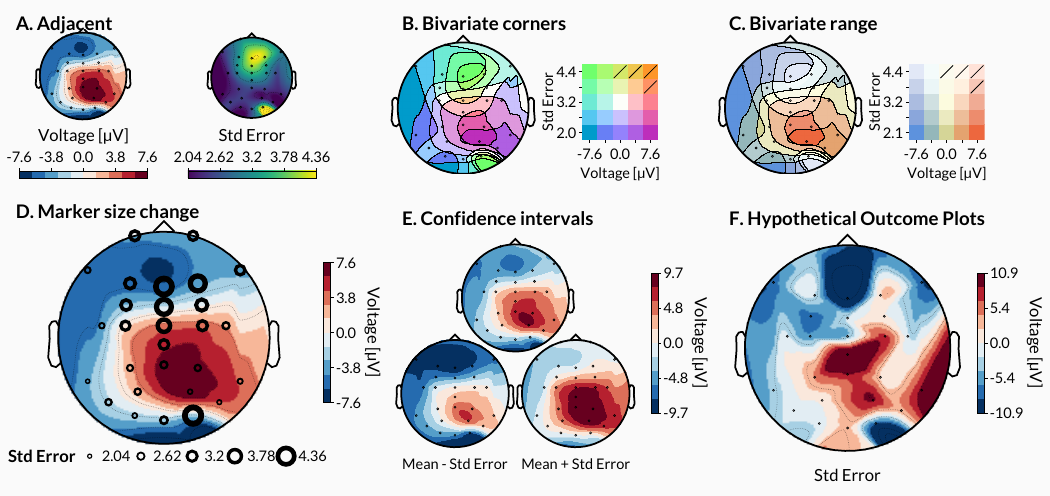 A. Adjacent
Voltage [µV]
-7.6 -3.8 0.0 3.8 7.6
Std Error
2.04 2.62 3.2 3.78 4.36
B. Bivariate corners
Std Error
4.4
3.2
2.0
-7.6 0.0 7.6
Voltage [µV]
C. Bivariate range
Std Error
4.4
3.2
2.1
-7.6 0.0 7.6
Voltage [µV]
D. Marker size change
7.6
3.8
0.0
-3.8
-7.6
Voltage [µV]
Std Error 2.04 2.62 3.2 3.78 4.36
E. Confidence intervals
9.7
4.8
0.0
-4.8
-9.7
Voltage [µV]
Mean - Std Error Mean + Std Error
F. Hypothetical Outcome Plots
10.9
5.4
0.0
-5.4
-10.9
Voltage [µV]
Std Error